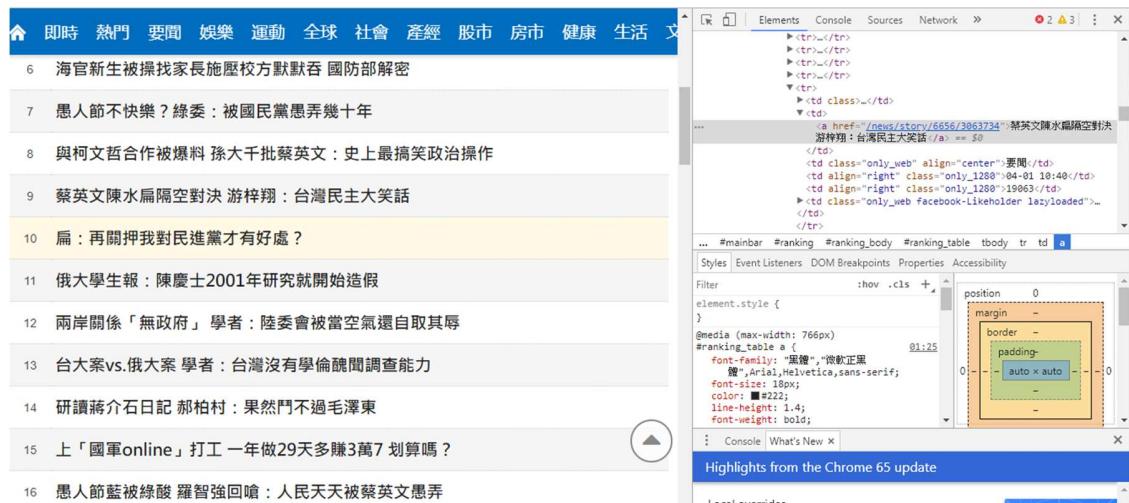 即時 熱門 要聞 娛樂 運動 全球 社會 產經 股市 房市 健康 生活
6 海官新生被操找家長施壓校方默默吞 國防部解密
7 愚人節不快樂？綠委：被國民黨愚弄幾十年
8 與柯文哲合作被爆料 孫大千批蔡英文：史上最搞笑政治操作
9 蔡英文陳水扁隔空對決 游梓翔：台灣民主大笑話
10 扁：再關押我對民進黨才有好處？
11 俄大學生報：陳慶士2001年研究就開始造假
12 兩岸關係「無政府」 學者：陸委會被當空氣還自取其辱
13 台大案vs.俄大案 學者：台灣沒有學倫醜聞調查能力
14 研讀蔣介石日記 郝柏村：果然鬥不過毛澤東
15 上「國軍online」打工 一年做29天多賺3萬7 划算嗎？
16 愚人節藍被綠酸 羅智強回嗆：人民天天被蔡英文愚弄
Elements Console Sources Network » 2 3
▶<tr>…</tr>
▶<tr>…</tr>
▶<tr>…</tr>
▶<tr>…</tr>
▼<tr>
▶<td class>…</td>
▼<td>
<a href="/news/story/6656/3063734">蔡英文陳水扁隔空對決
游梓翔：台灣民主大笑話</a> == $0
</td>
<td class="only_web" align="center">要聞</td>
<td align="right" class="only_1280">04-01 10:40</td>
<td align="right" class="only_1280">19063</td>
▶<td class="only_web facebook-Likeholder lazyloaded">…
</td>
</tr>
... #mainbar #ranking #ranking_body #ranking_table tbody tr td a
Styles Event Listeners DOM Breakpoints Properties Accessibility
Filter :hov .cls +
element.style {
}
@media (max-width: 766px)
#ranking_table a { 01:25
font-family: "黑體","微軟正黑
體",Arial,Helvetica,sans-serif;
font-size: 18px;
color: #222;
line-height: 1.4;
font-weight: bold;
position 0
margin -
border -
padding-
0 - - - auto × auto - - - 0
-
-
Console What's New ×
Highlights from the Chrome 65 update